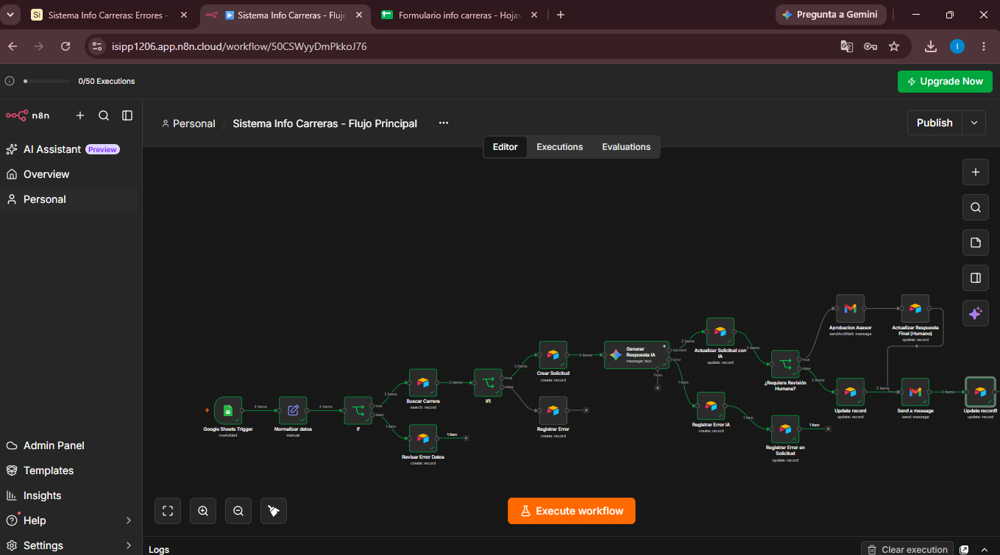 Sistema Info Carreras: Errores -
Sistema Info Carreras - Flujo
Formulario info carreras - Hojas
Pregunta a Gemini
isipp1206.app.n8n.cloud/workflow/50CSWyyDmPkkoJ76
I
0/50 Executions
Upgrade Now
n8n
Personal / Sistema Info Carreras - Flujo Principal
Publish
Editor
Executions
Evaluations
AI Assistant Preview
Overview
Personal
Admin Panel
Templates
Insights
Help
Settings
Google Sheets Trigger
rowAdded
4 items
Normalizar datos
manual
4 items
If
true
false
3 items
1 item
Buscar Carrera
search: record
Revisar Error Datos
create: record
1 item
3 items
If1
true
false
3 items
Crear Solicitud
create: record
Registrar Error
create: record
3 items
Generar
Respuesta IA
message: text
Success
Error
Tools
2 items
1 item
Actualizar Solicitud con
IA
update: record
Registrar Error IA
create: record
1 item
Registrar Error en
Solicitud
update: record
1 item
2 items
¿Requiere Revisión
Humana?
true
false
2 items
Aprobacion Asesor
sendAndWait: message
Actualizar Respuesta
Final (Humano)
update: record
Update record
update: record
2 items
Send a message
send: message
2 items
Update record1
update: record
Execute workflow
Logs
Clear execution